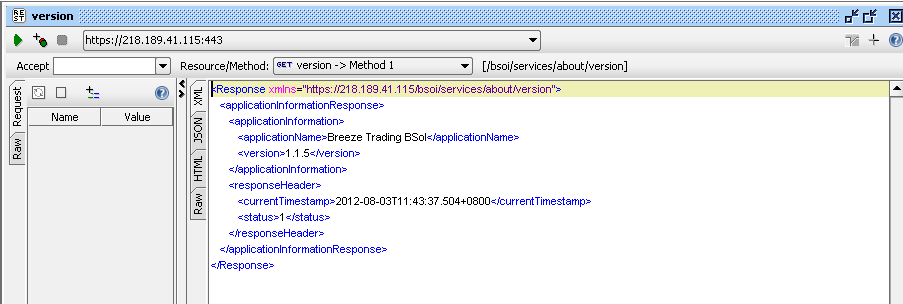 REST version
https://218.189.41.115:443
Accept Resource/Method: GET version -> Method 1 [/bsoi/services/about/version]
Request
Raw
Name Value
XML
JSON
HTML
Raw
<Response xmlns="https://218.189.41.115/bsoi/services/about/version">
<applicationInformationResponse>
<applicationInformation>
<applicationName>Breeze Trading BSoI</applicationName>
<version>1.1.5</version>
</applicationInformation>
<responseHeader>
<currentTimestamp>2012-08-03T11:43:37.504+0800</currentTimestamp>
<status>1</status>
</responseHeader>
</applicationInformationResponse>
</Response>